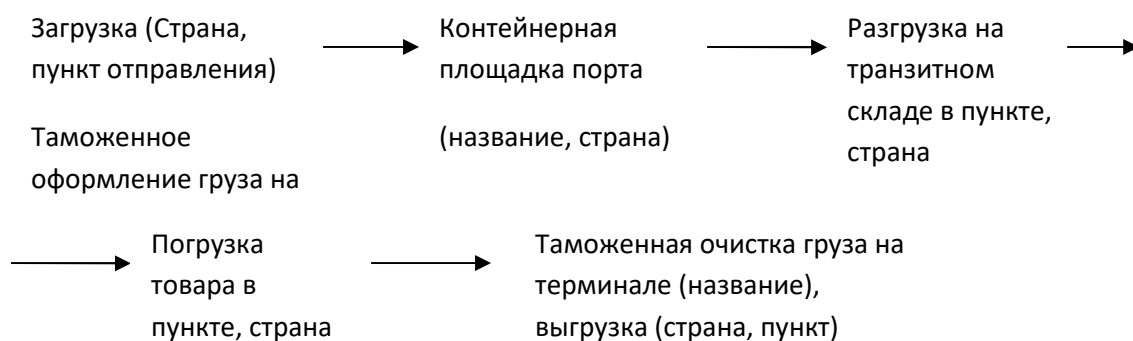 Загрузка (Страна,
пункт отправления)
Таможенное
оформление груза на
Контейнерная
площадка порта
(название, страна)
Разгрузка на
транзитном
складе в пункте,
страна
Погрузка
товара в
пункте, страна
Таможенная очистка груза на
терминале (название),
выгрузка (страна, пункт)